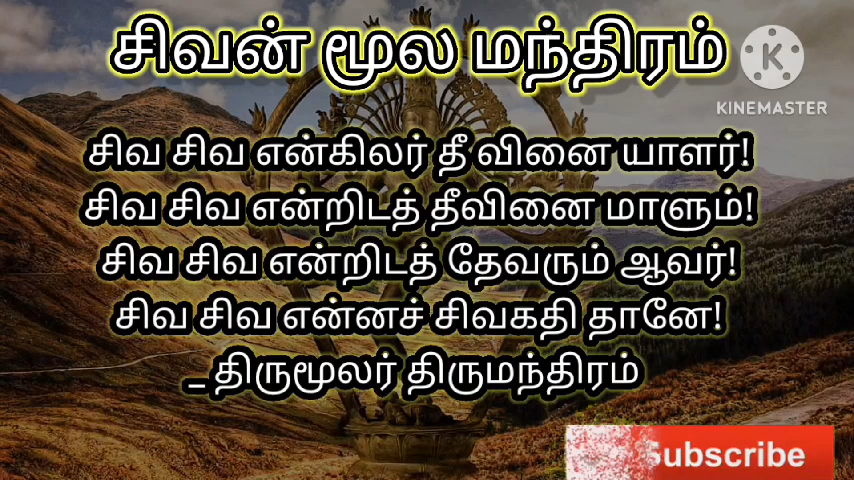 சிவன் மூல மந்திரம்
KINEMASTER
சிவ சிவ என்கிலர் தீ வினை யாளர்!
சிவ சிவ என்றிடத் தீவினை மாளும்!
சிவ சிவ என்றிடத் தேவரும் ஆவர்!
சிவ சிவ என்னச் சிவகதி தானே!
_ திருமூலர் திருமந்திரம்
Subscribe